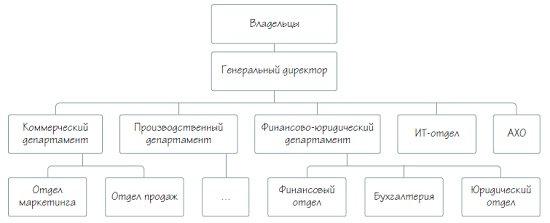 Владельцы
Генеральный директор
Коммерческий
департамент
Производственный
департамент
Финансово-юридический
департамент
ИТ-отдел
АХО
Отдел
маркетинга
Отдел продаж
...
Финансовый
отдел
Бухгалтерия
Юридический
отдел